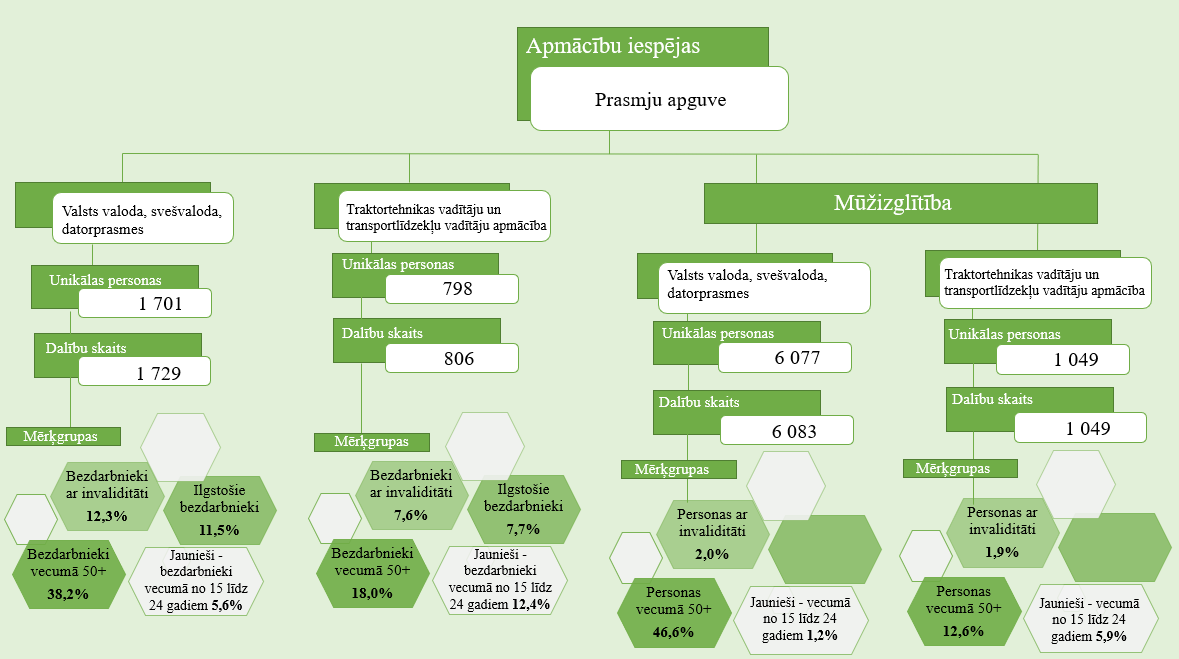 Apmācību iespējas
Prasmju apguve
Valsts valoda, svešvaloda,
datorprasmes
Unikālas personas
1 701
Dalību skaits
1 729
Mērķgrupas
Bezdarbnieki
ar invaliditāti
12,3%
Ilgstošie
bezdarbnieki
11,5%
Bezdarbnieki
vecumā 50+
38,2%
Jaunieši -
bezdarbnieki
vecumā no 15 līdz
24 gadiem 5,6%
Traktortehnikas vadītāju un
transportlīdzekļu vadītāju apmācība
Unikālas personas
798
Dalību skaits
806
Mērķgrupas
Bezdarbnieki
ar invaliditāti
7,6%
Ilgstošie
bezdarbnieki
7,7%
Bezdarbnieki
vecumā 50+
18,0%
Jaunieši -
bezdarbnieki
vecumā no 15 līdz
24 gadiem 12,4%
Mūžizglītība
Valsts valoda, svešvaloda,
datorprasmes
Unikālas personas
6 077
Dalību skaits
6 083
Mērķgrupas
Personas ar
invaliditāti
2,0%
Personas
vecumā 50+
46,6%
Jaunieši - vecumā
no 15 līdz 24
gadiem 1,2%
Traktortehnikas vadītāju un
transportlīdzekļu vadītāju apmācība
Unikālas personas
1 049
Dalību skaits
1 049
Mērķgrupas
Personas ar
invaliditāti
1,9%
Personas
vecumā 50+
12,6%
Jaunieši - vecumā
no 15 līdz 24
gadiem 5,9%